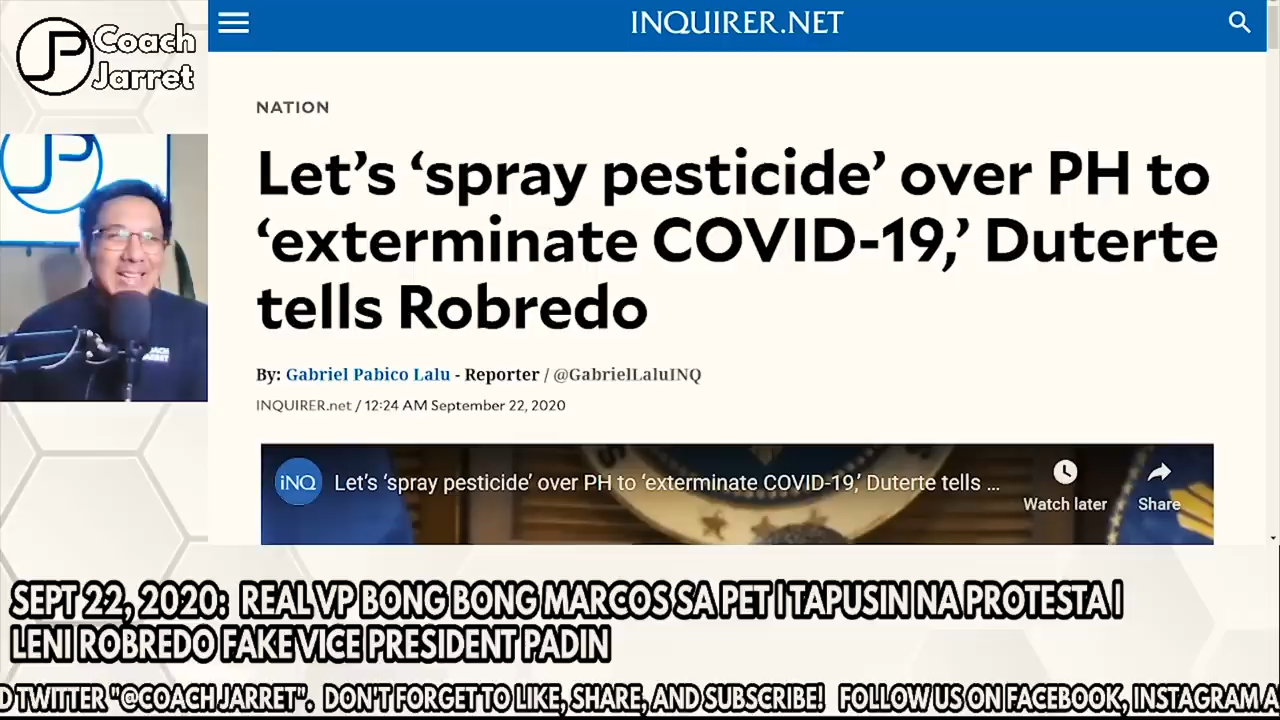 Coach
Jarret
INQUIRER.NET
NATION
Let's 'spray pesticide' over PH to
'exterminate COVID-19,' Duterte
tells Robredo
By: Gabriel Pabico Lalu - Reporter / @GabrielLaluINQ
INQUIRER.net / 12:24 AM September 22, 2020
INQ Let's 'spray pesticide' over PH to 'exterminate COVID-19,' Duterte tells ...
Watch later Share
SEPT 22, 2020: REAL VP BONG BONG MARCOS SA PET | TAPUSIN NA PROTESTA |
LENI ROBREDO FAKE VICE PRESIDENT PADIN
D TWITTER "@COACH JARRET". DON'T FORGET TO LIKE, SHARE, AND SUBSCRIBE! FOLLOW US ON FACEBOOK, INSTAGRAM A